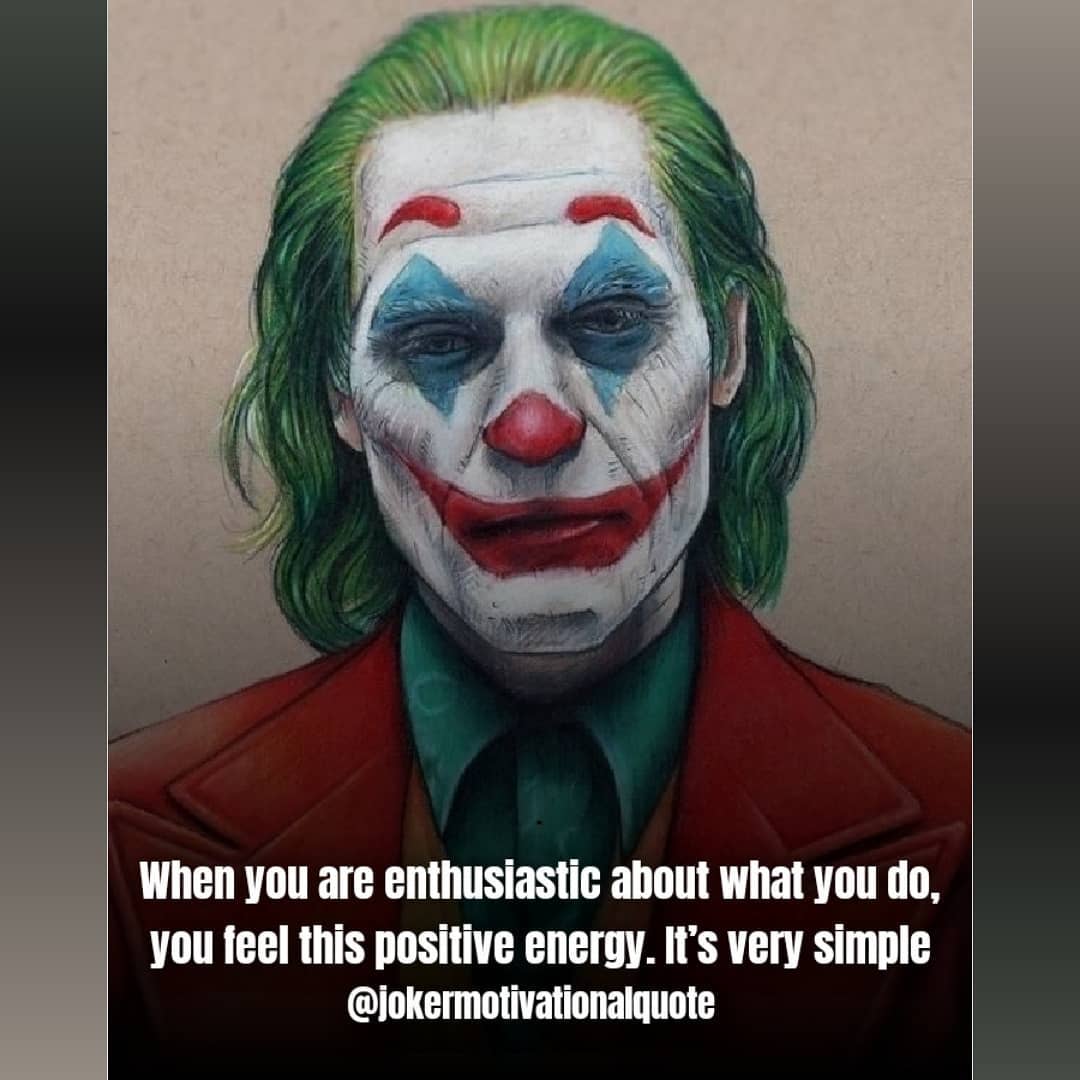 When you are enthusiastic about what you do,
you feel this positive energy. It’s very simple
@jokermotivationalquote